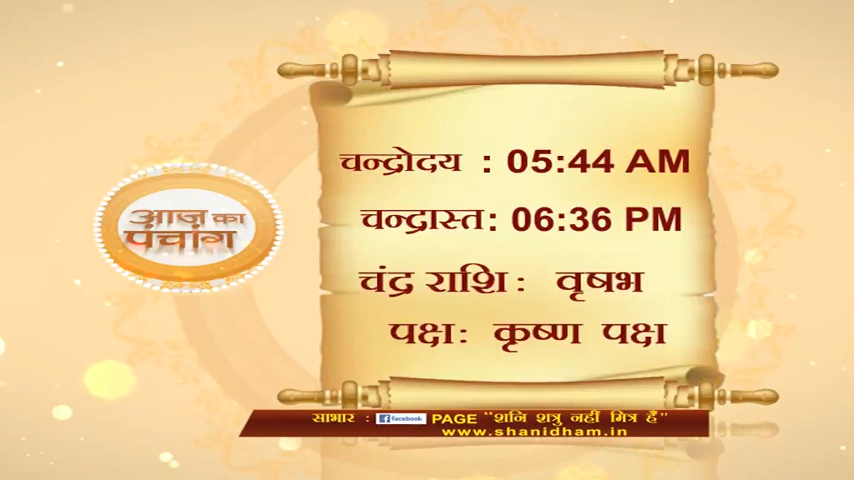 आज का
पंचांग
चन्द्रोदय : 05:44 AM
चन्द्रास्त: 06:36 PM
चंद्र राशि: वृषभ
पक्ष: कृष्ण पक्ष
साभार : facebook PAGE "शनि शत्रु नहीं मित्र हैं"
www.shanidham.in